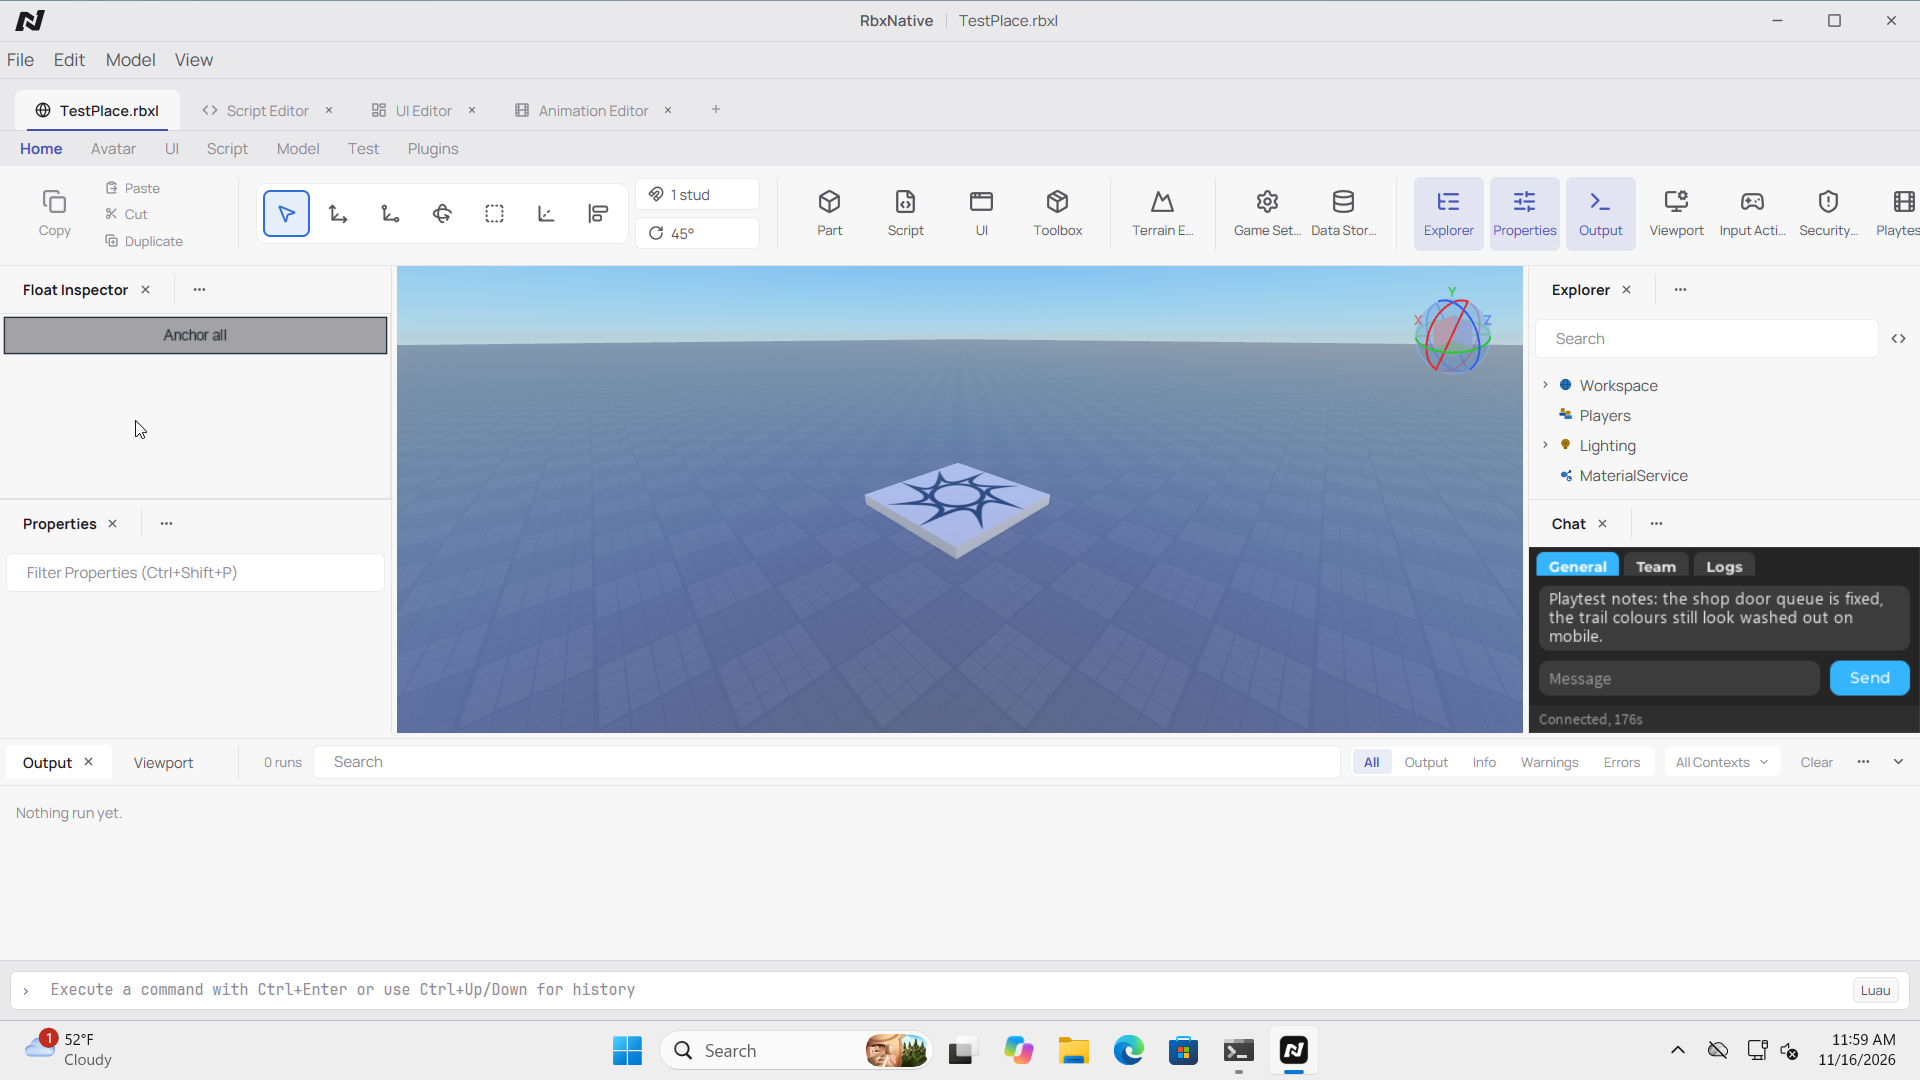 RbxNative TestPlace.rbxl
File Edit Model View
TestPlace.rbxl Script Editor UI Editor Animation Editor
Home Avatar UI Script Model Test Plugins
Copy
Paste
Cut
Duplicate
1 stud
45°
Part Script UI Toolbox Terrain E... Game Set... Data Stor... Explorer Properties Output Viewport Input Acti... Security... Playtes
Float Inspector
Anchor all
Properties
Filter Properties (Ctrl+Shift+P)
Y
X Z
Explorer
Search
Workspace
Players
Lighting
MaterialService
Chat
General Team Logs
Playtest notes: the shop door queue is fixed,
the trail colours still look washed out on
mobile.
Message Send
Connected, 176s
Output Viewport 0 runs Search All Output Info Warnings Errors All Contexts Clear
Nothing run yet.
Execute a command with Ctrl+Enter or use Ctrl+Up/Down for history Luau
1
52°F
Cloudy
Search
11:59 AM
11/16/2026